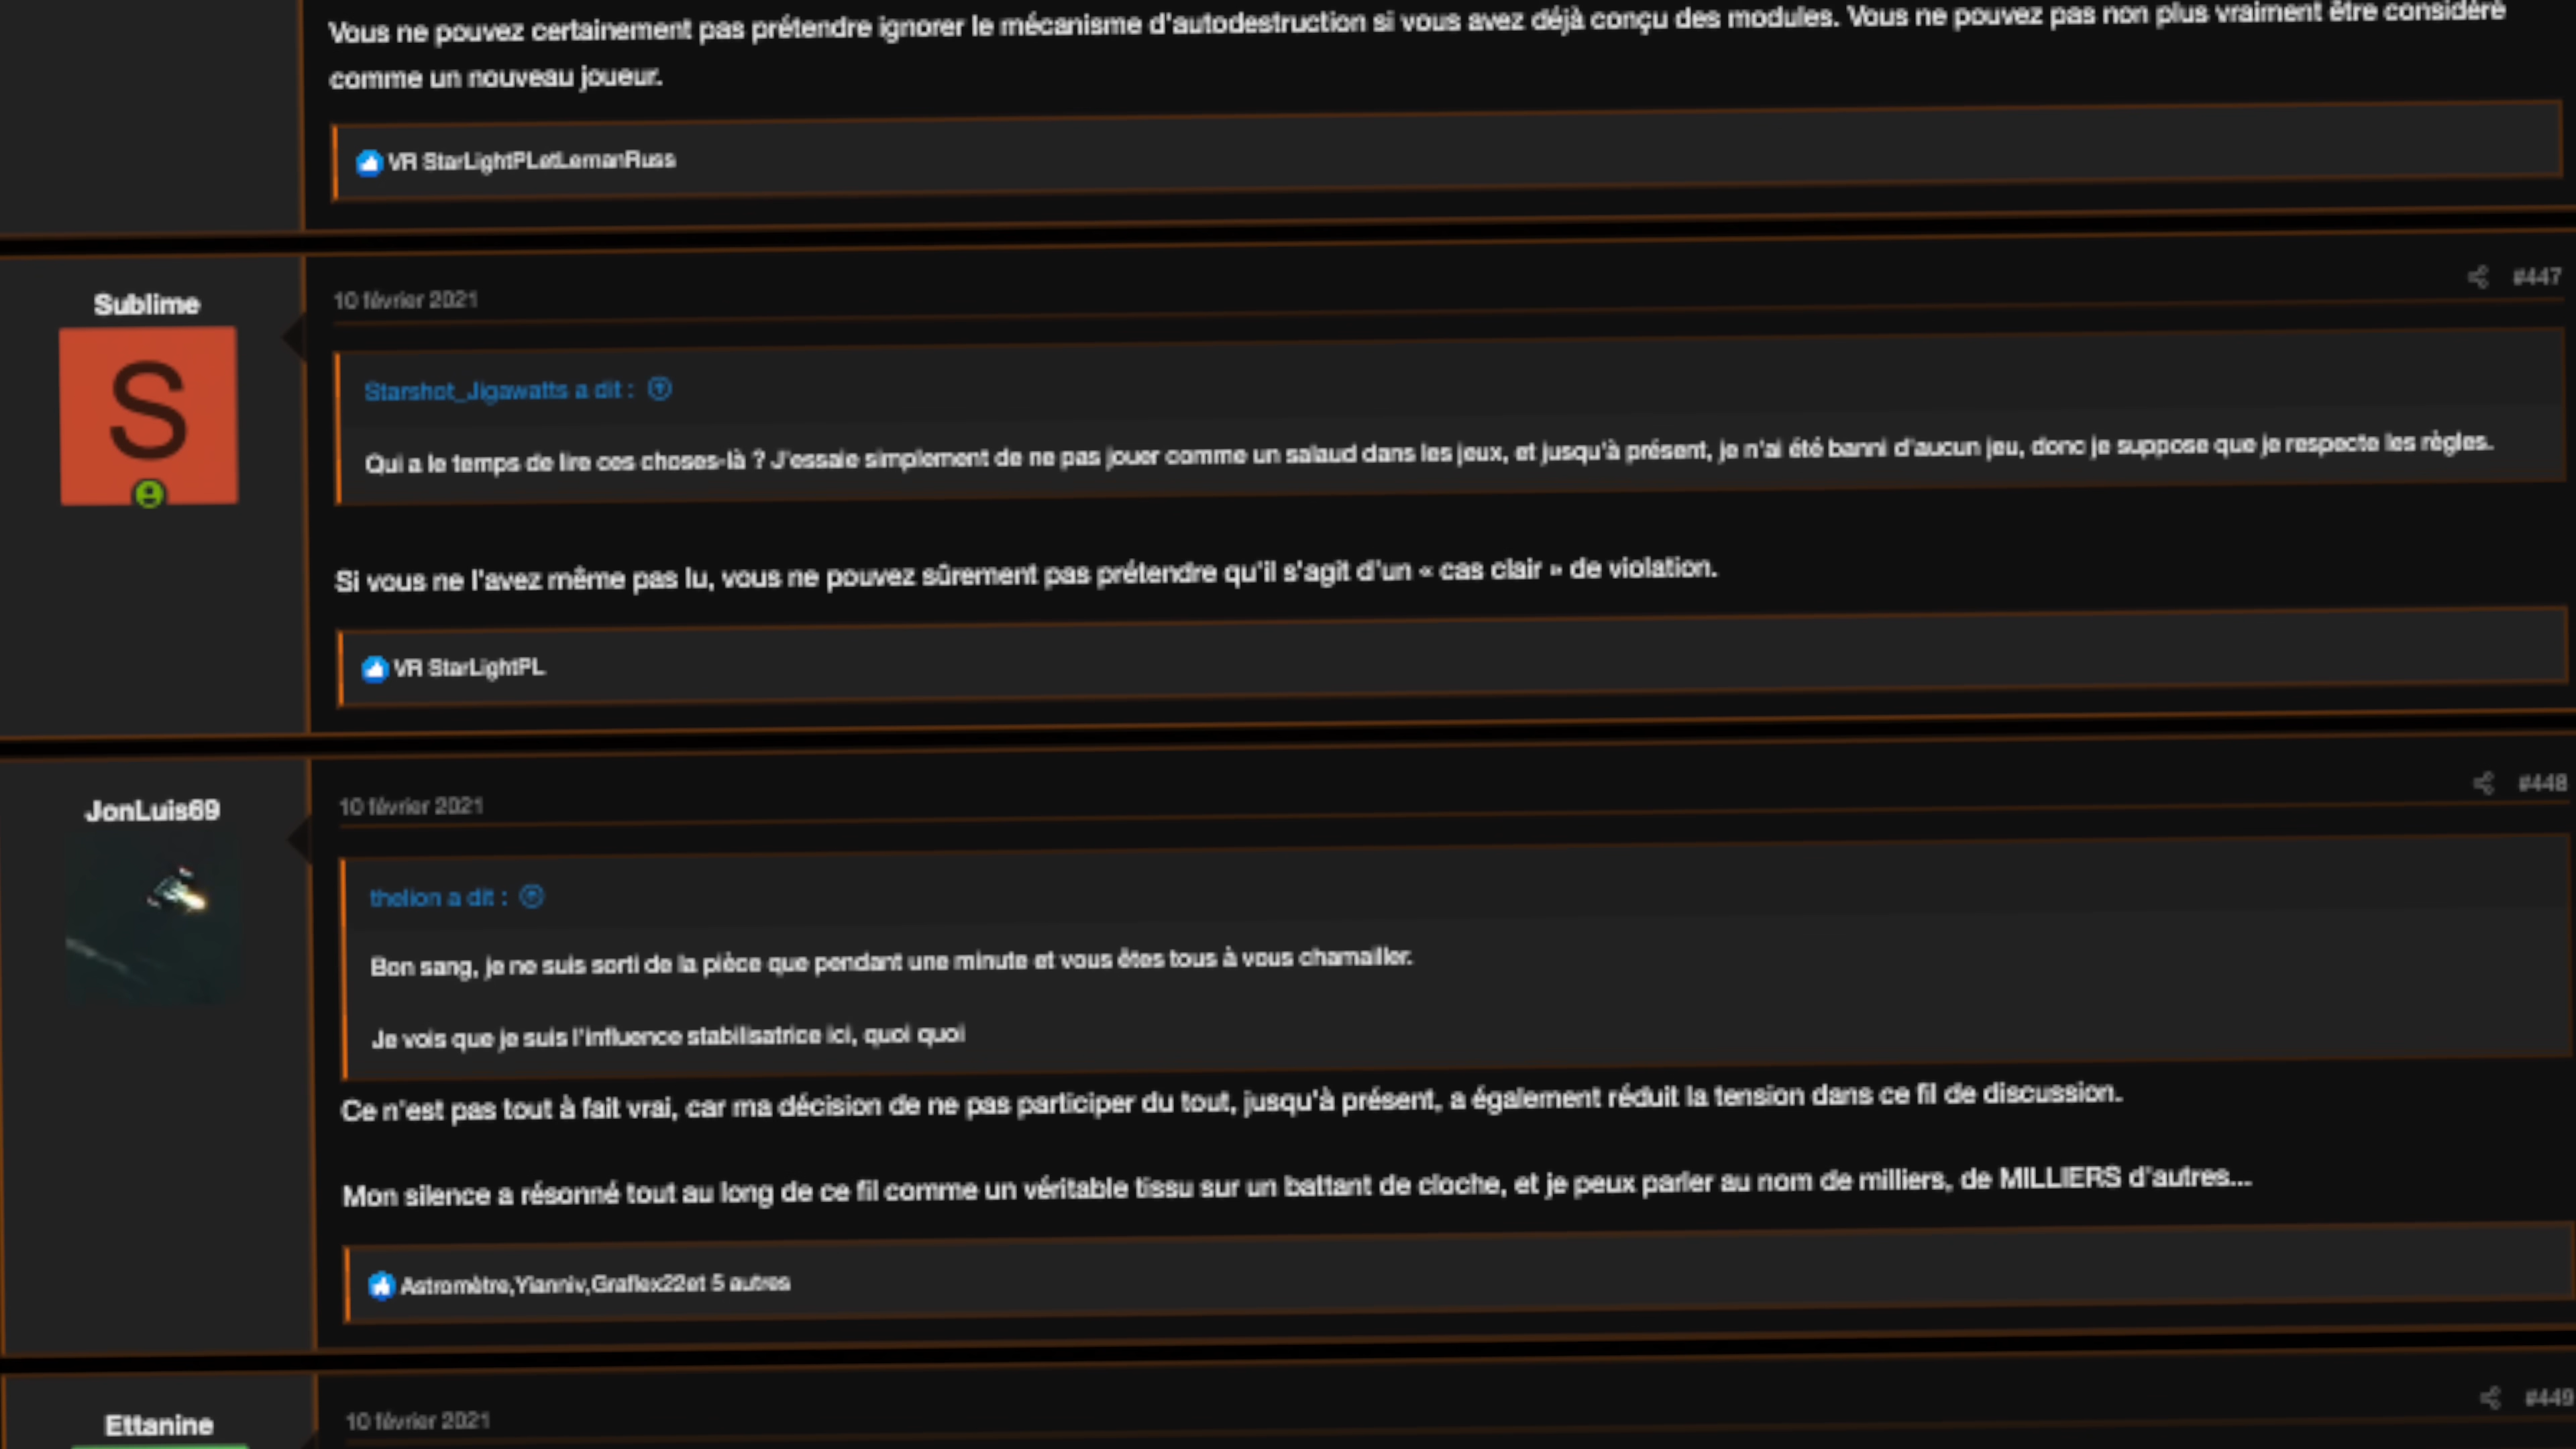 Vous ne pouvez certainement pas prétendre ignorer le mécanisme d'autodestruction si vous avez déjà conçu des modules. Vous ne pouvez pas non plus vraiment être considéré
comme un nouveau joueur.
VR StarLightPLetLemanRuss
Sublime
10 février 2021
#447
S
Starshot_Jigawatts a dit :
Qui a le temps de lire ces choses-là ? J'essaie simplement de ne pas jouer comme un salaud dans les jeux, et jusqu'à présent, je n'ai été banni d'aucun jeu, donc je suppose que je respecte les règles.
Si vous ne l'avez même pas lu, vous ne pouvez sûrement pas prétendre qu'il s'agit d'un « cas clair » de violation.
VR StarLightPL
JonLuis69
10 février 2021
#448
thelion a dit :
Bon sang, je ne suis sorti de la pièce que pendant une minute et vous êtes tous à vous chamailler.
Je vois que je suis l'influence stabilisatrice ici, quoi quoi
Ce n'est pas tout à fait vrai, car ma décision de ne pas participer du tout, jusqu'à présent, a également réduit la tension dans ce fil de discussion.
Mon silence a résonné tout au long de ce fil comme un véritable tissu sur un battant de cloche, et je peux parler au nom de milliers, de MILLIERS d'autres...
Astromètre,Yianniv,Graflex22et 5 autres
Ettanine
10 février 2021
#449